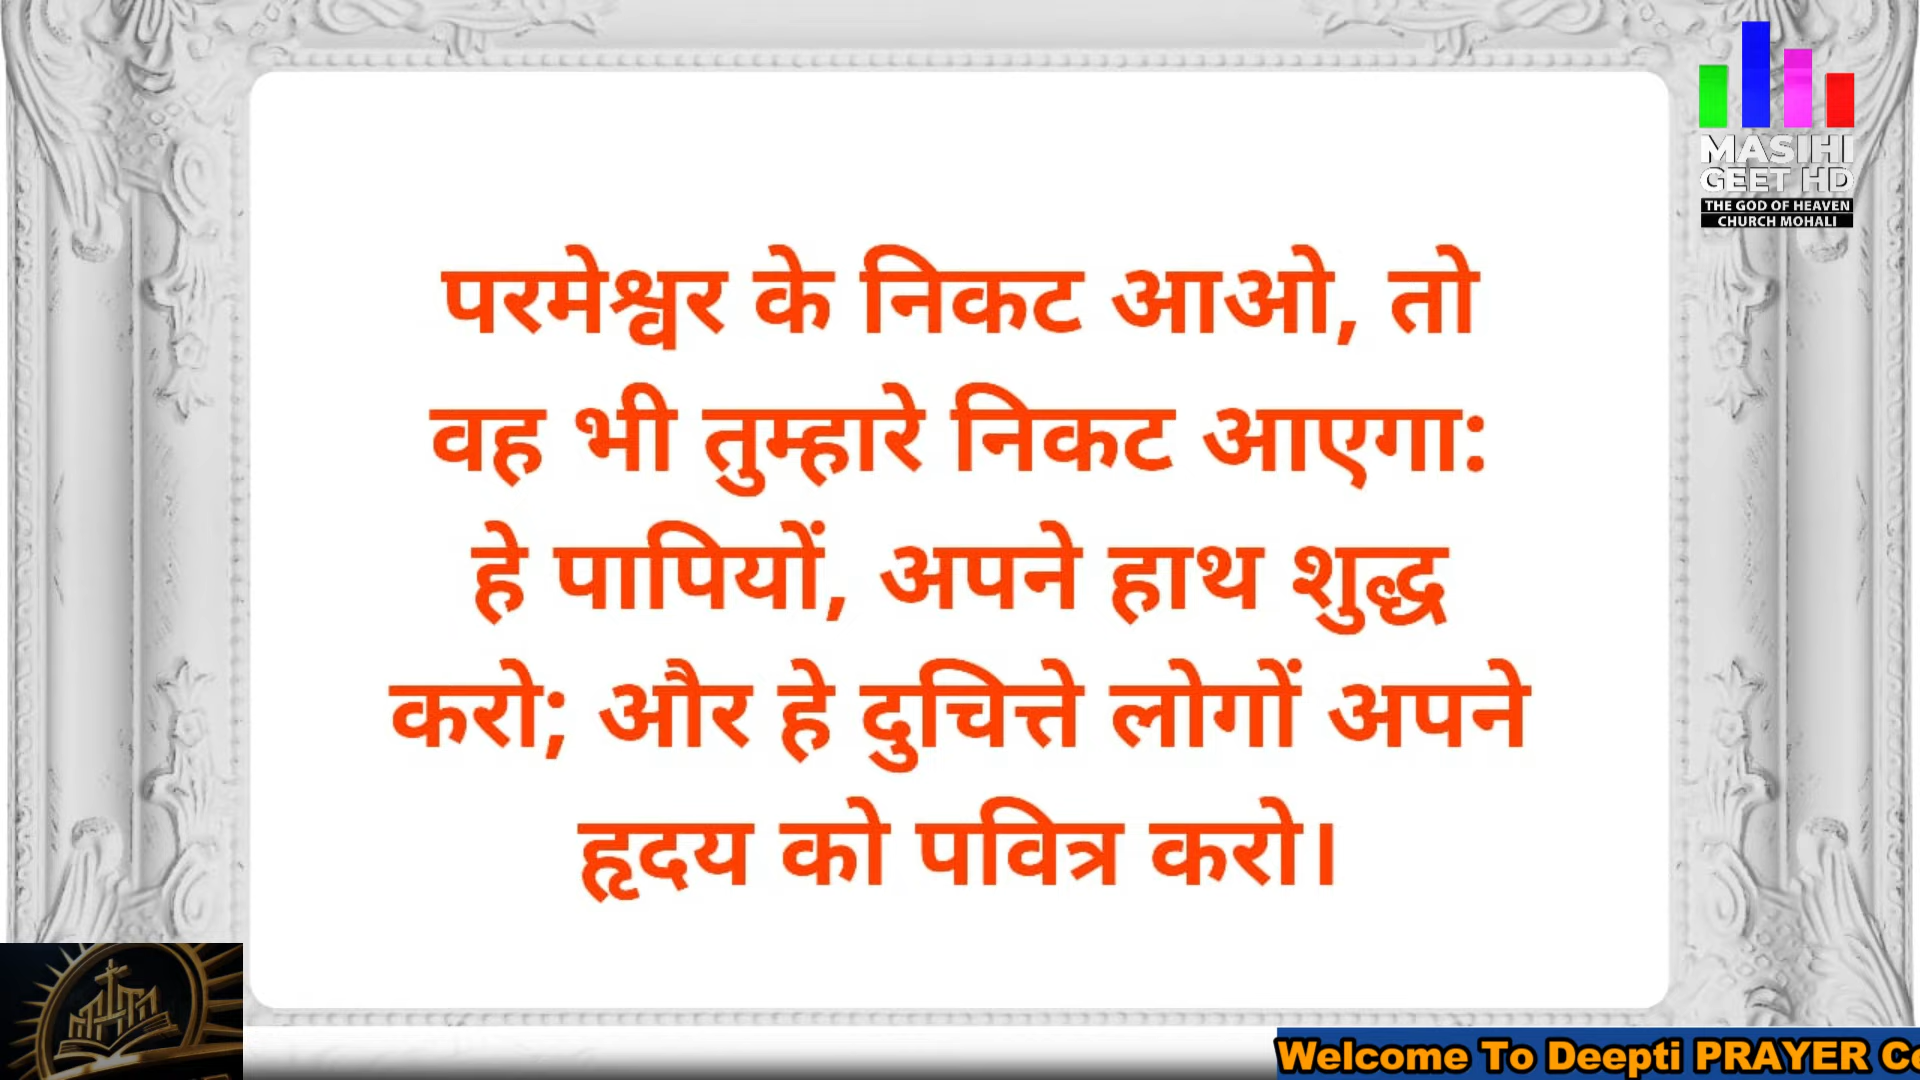 MASIHI
GEET HD
THE GOD OF HEAVEN
CHURCH MOHALI
परमेश्वर के निकट आओ, तो
वह भी तुम्हारे निकट आएगा:
हे पापियों, अपने हाथ शुद्ध
करो; और हे दुचित्ते लोगों अपने
हृदय को पवित्र करो।
Welcome To Deepti PRAYER